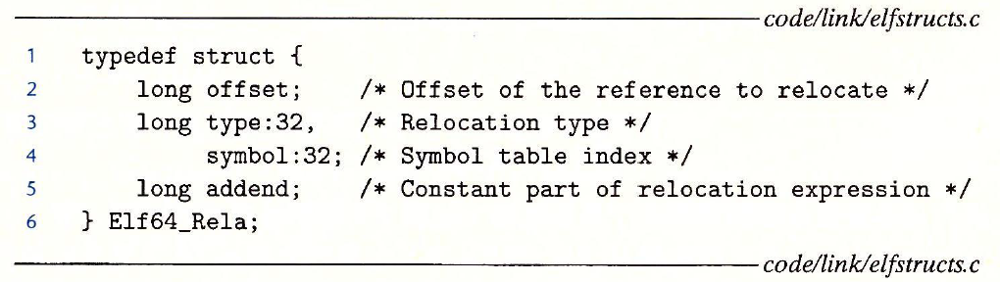 code/link/elfstructs.c
1 typedef struct {
2 long offset; /* Offset of the reference to relocate */
3 long type:32, /* Relocation type */
4 symbol:32; /* Symbol table index */
5 long addend; /* Constant part of relocation expression */
6 } Elf64_Rela;
code/link/elfstructs.c